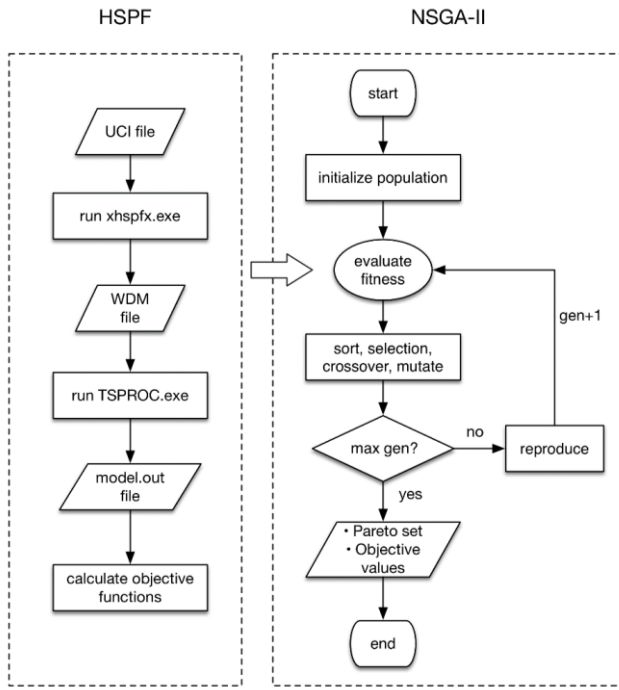 HSPF
UCI file
run xhspfx.exe
WDM
file
run TSPROC.exe
model.out
file
calculate objective
functions
NSGA-II
start
initialize population
evaluate
fitness
gen+1
sort, selection,
crossover, mutate
max gen?
no
reproduce
yes
• Pareto set
• Objective
values
end